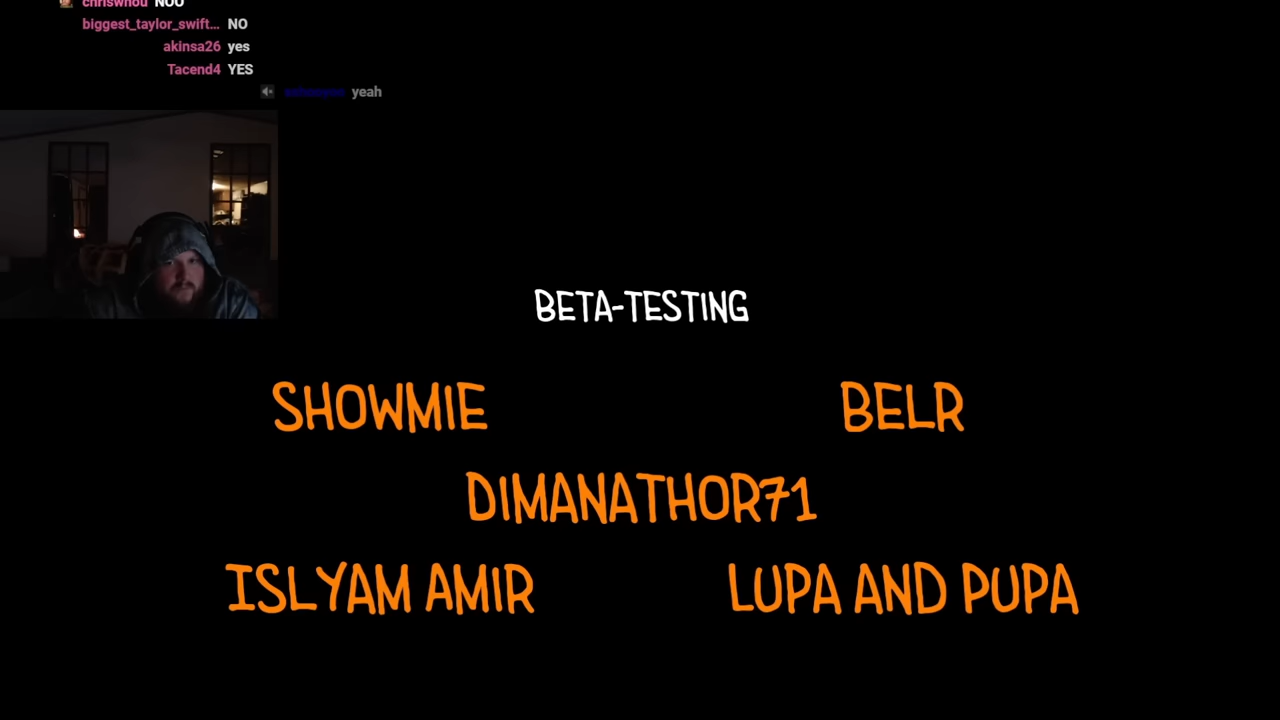 chriswhou NOO
biggest_taylor_swift… NO
akinsa26 yes
Tacend4 YES
yeah
BETA-TESTING
SHOWMIE BELR
DIMANATHOR71
ISLYAM AMIR LUPA AND PUPA